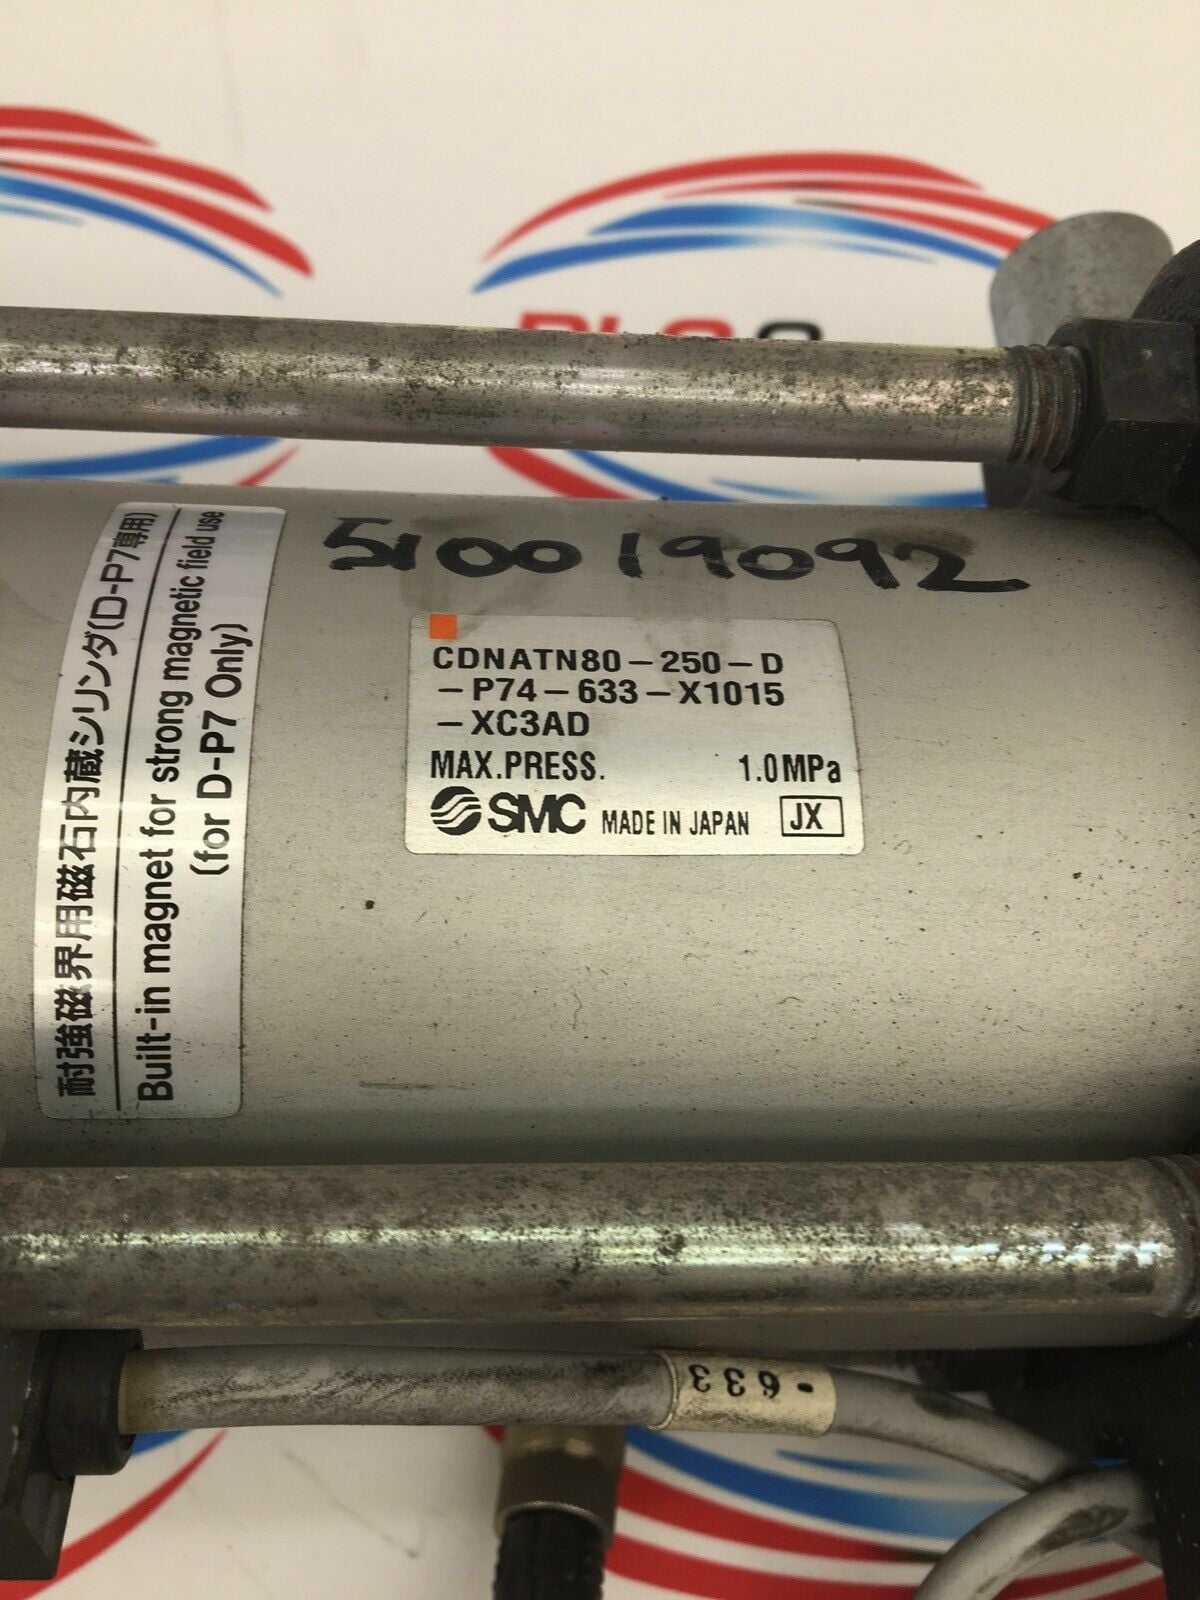 510019092
CDNATN80-250-D
-P74-633-X1015
-XC3AD
MAX.PRESS. 1.0MPa
SMC MADE IN JAPAN JX
耐強磁界用磁石内蔵シリンダ(D-P7専用)
Built-in magnet for strong magnetic field use
(for D-P7 Only)
-633